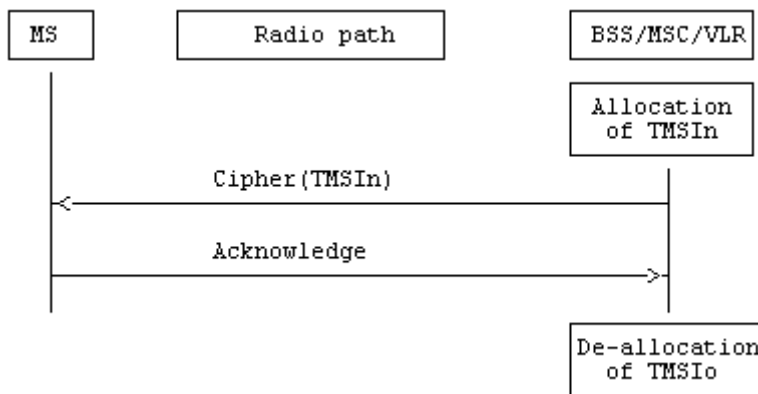 MS
Radio path
BSS/MSC/VLR
Allocation
of TMSIn
Cipher(TMSIn)
Acknowledge
De-allocation
of TMSIo